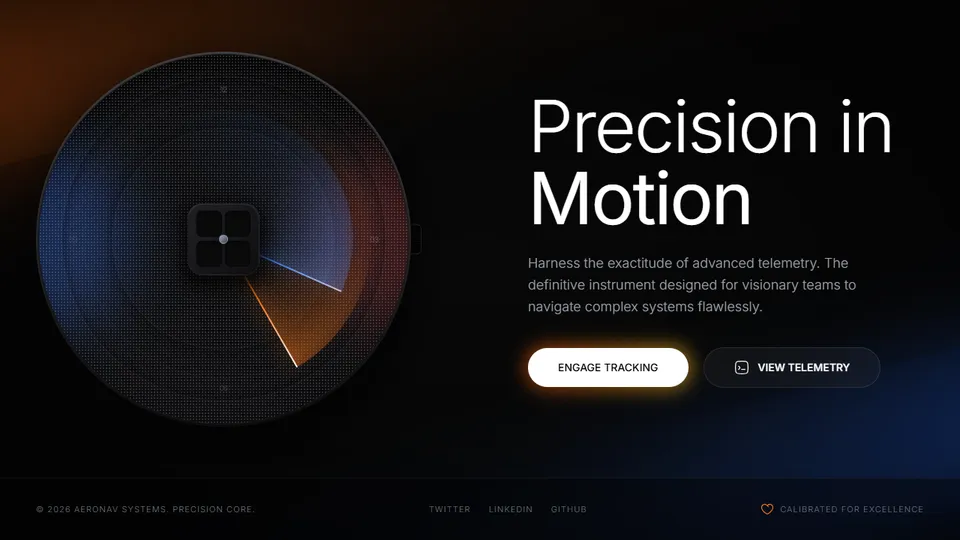 Precision in
Motion
Harness the exactitude of advanced telemetry. The
definitive instrument designed for visionary teams to
navigate complex systems flawlessly.
ENGAGE TRACKING
VIEW TELEMETRY
© 2026 AERONAV SYSTEMS. PRECISION CORE.
TWITTER
LINKEDIN
GITHUB
CALIBRATED FOR EXCELLENCE